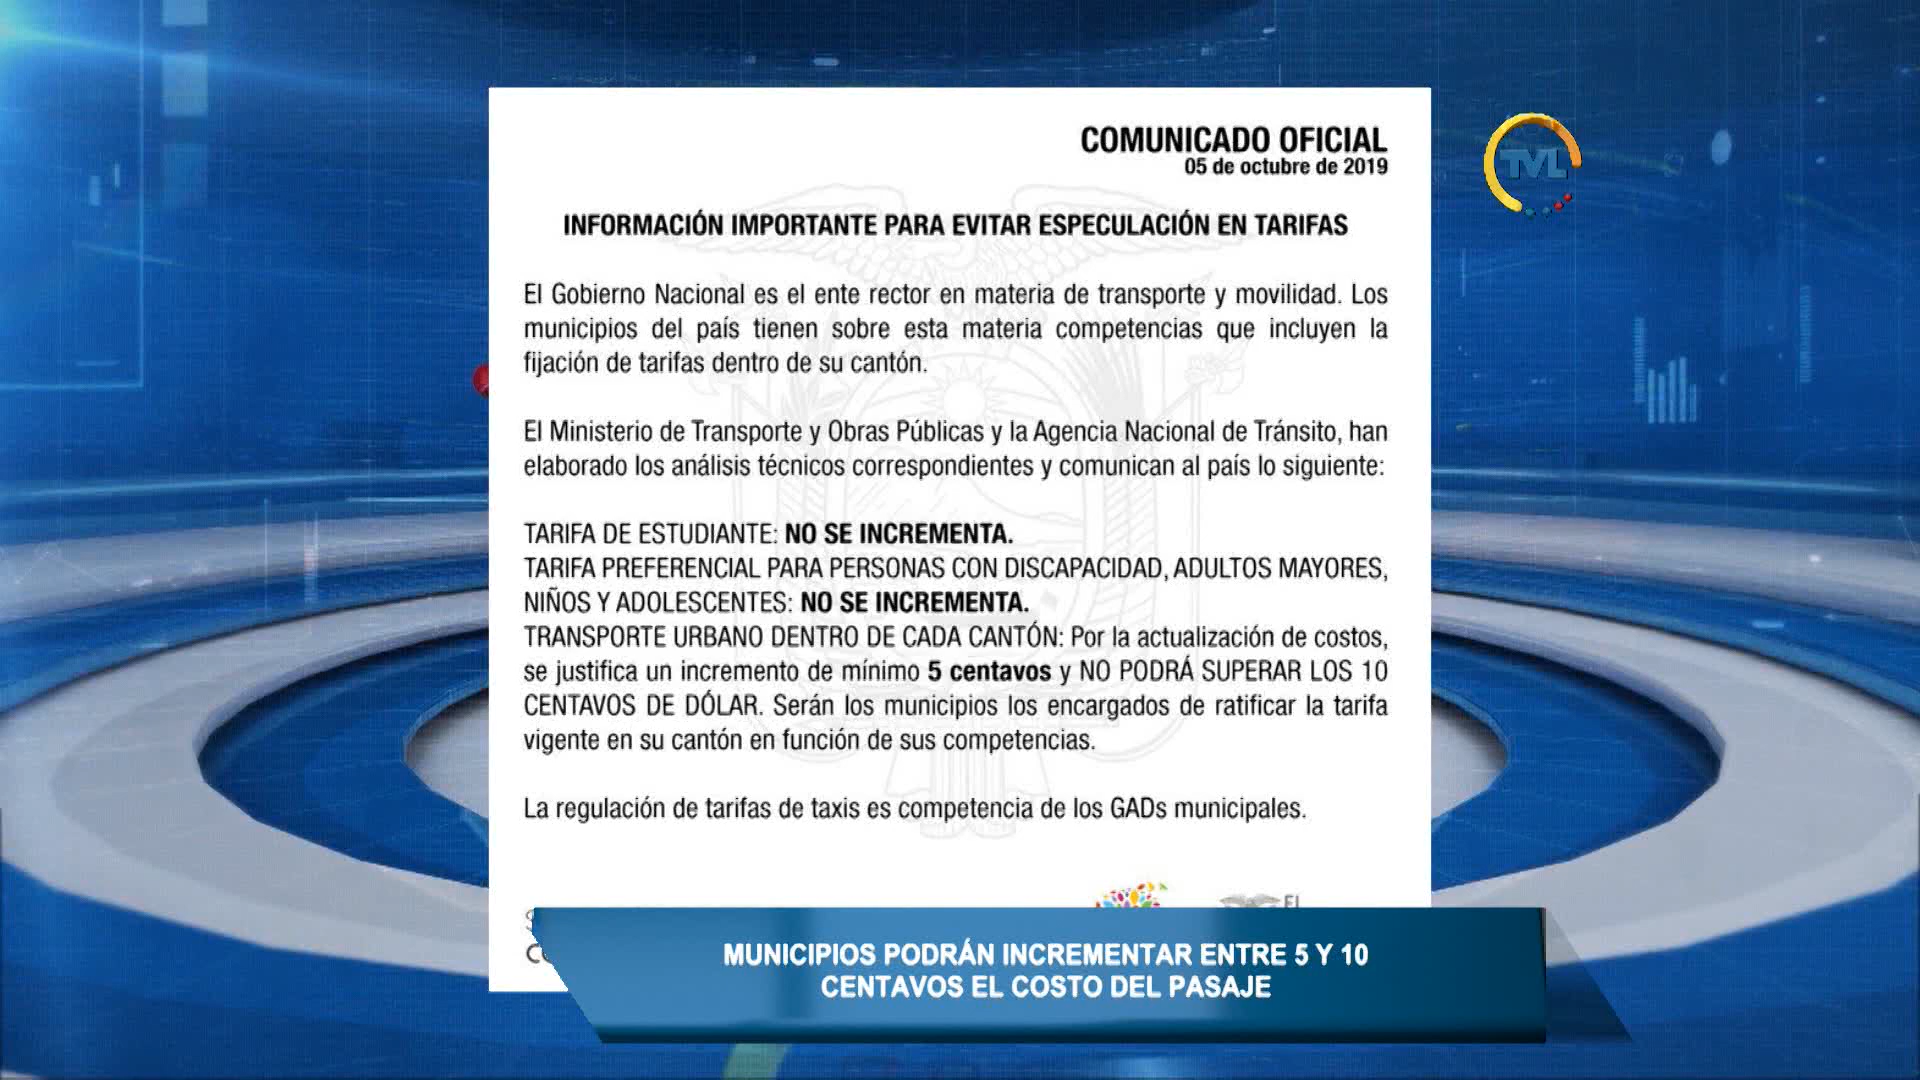 COMUNICADO OFICIAL
05 de octubre de 2019
TVL
INFORMACIÓN IMPORTANTE PARA EVITAR ESPECULACIÓN EN TARIFAS
El Gobierno Nacional es el ente rector en materia de transporte y movilidad. Los
municipios del país tienen sobre esta materia competencias que incluyen la
fijación de tarifas dentro de su cantón.
El Ministerio de Transporte y Obras Públicas y la Agencia Nacional de Tránsito, han
elaborado los análisis técnicos correspondientes y comunican al país lo siguiente:
TARIFA DE ESTUDIANTE: NO SE INCREMENTA.
TARIFA PREFERENCIAL PARA PERSONAS CON DISCAPACIDAD, ADULTOS MAYORES,
NIÑOS Y ADOLESCENTES: NO SE INCREMENTA.
TRANSPORTE URBANO DENTRO DE CADA CANTÓN: Por la actualización de costos,
se justifica un incremento de mínimo 5 centavos y NO PODRÁ SUPERAR LOS 10
CENTAVOS DE DÓLAR. Serán los municipios los encargados de ratificar la tarifa
vigente en su cantón en función de sus competencias.
La regulación de tarifas de taxis es competencia de los GADs municipales.
MUNICIPIOS PODRÁN INCREMENTAR ENTRE 5 Y 10
CENTAVOS EL COSTO DEL PASAJE